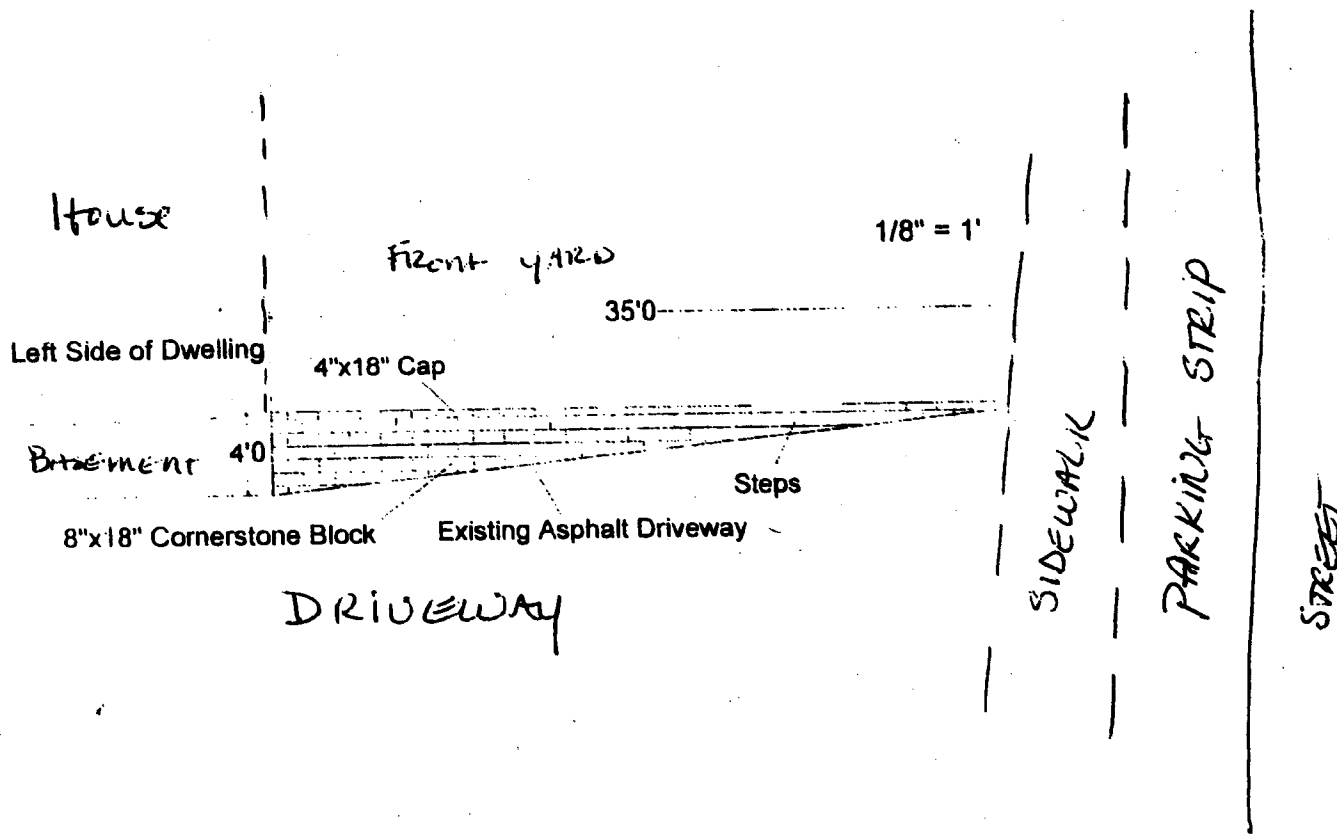 House
Front yard
1/8" = 1'
35'0
Left Side of Dwelling
4"x18" Cap
Basement
4'0
Steps
8"x18" Cornerstone Block
Existing Asphalt Driveway
DRIVEWAY
SIDEWALK
PARKING STRIP
STREET